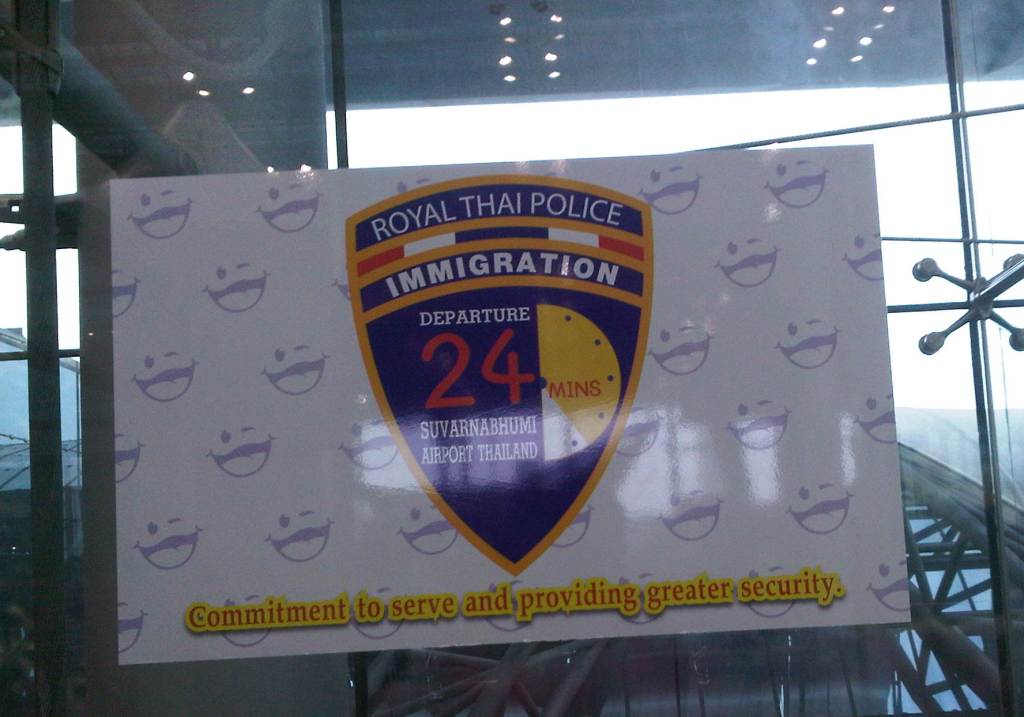 ROYAL THAI POLICE
IMMIGRATION
DEPARTURE
24
MINS
SUVARNABHUMI
AIRPORT THAILAND
Commitment to serve and providing greater security.